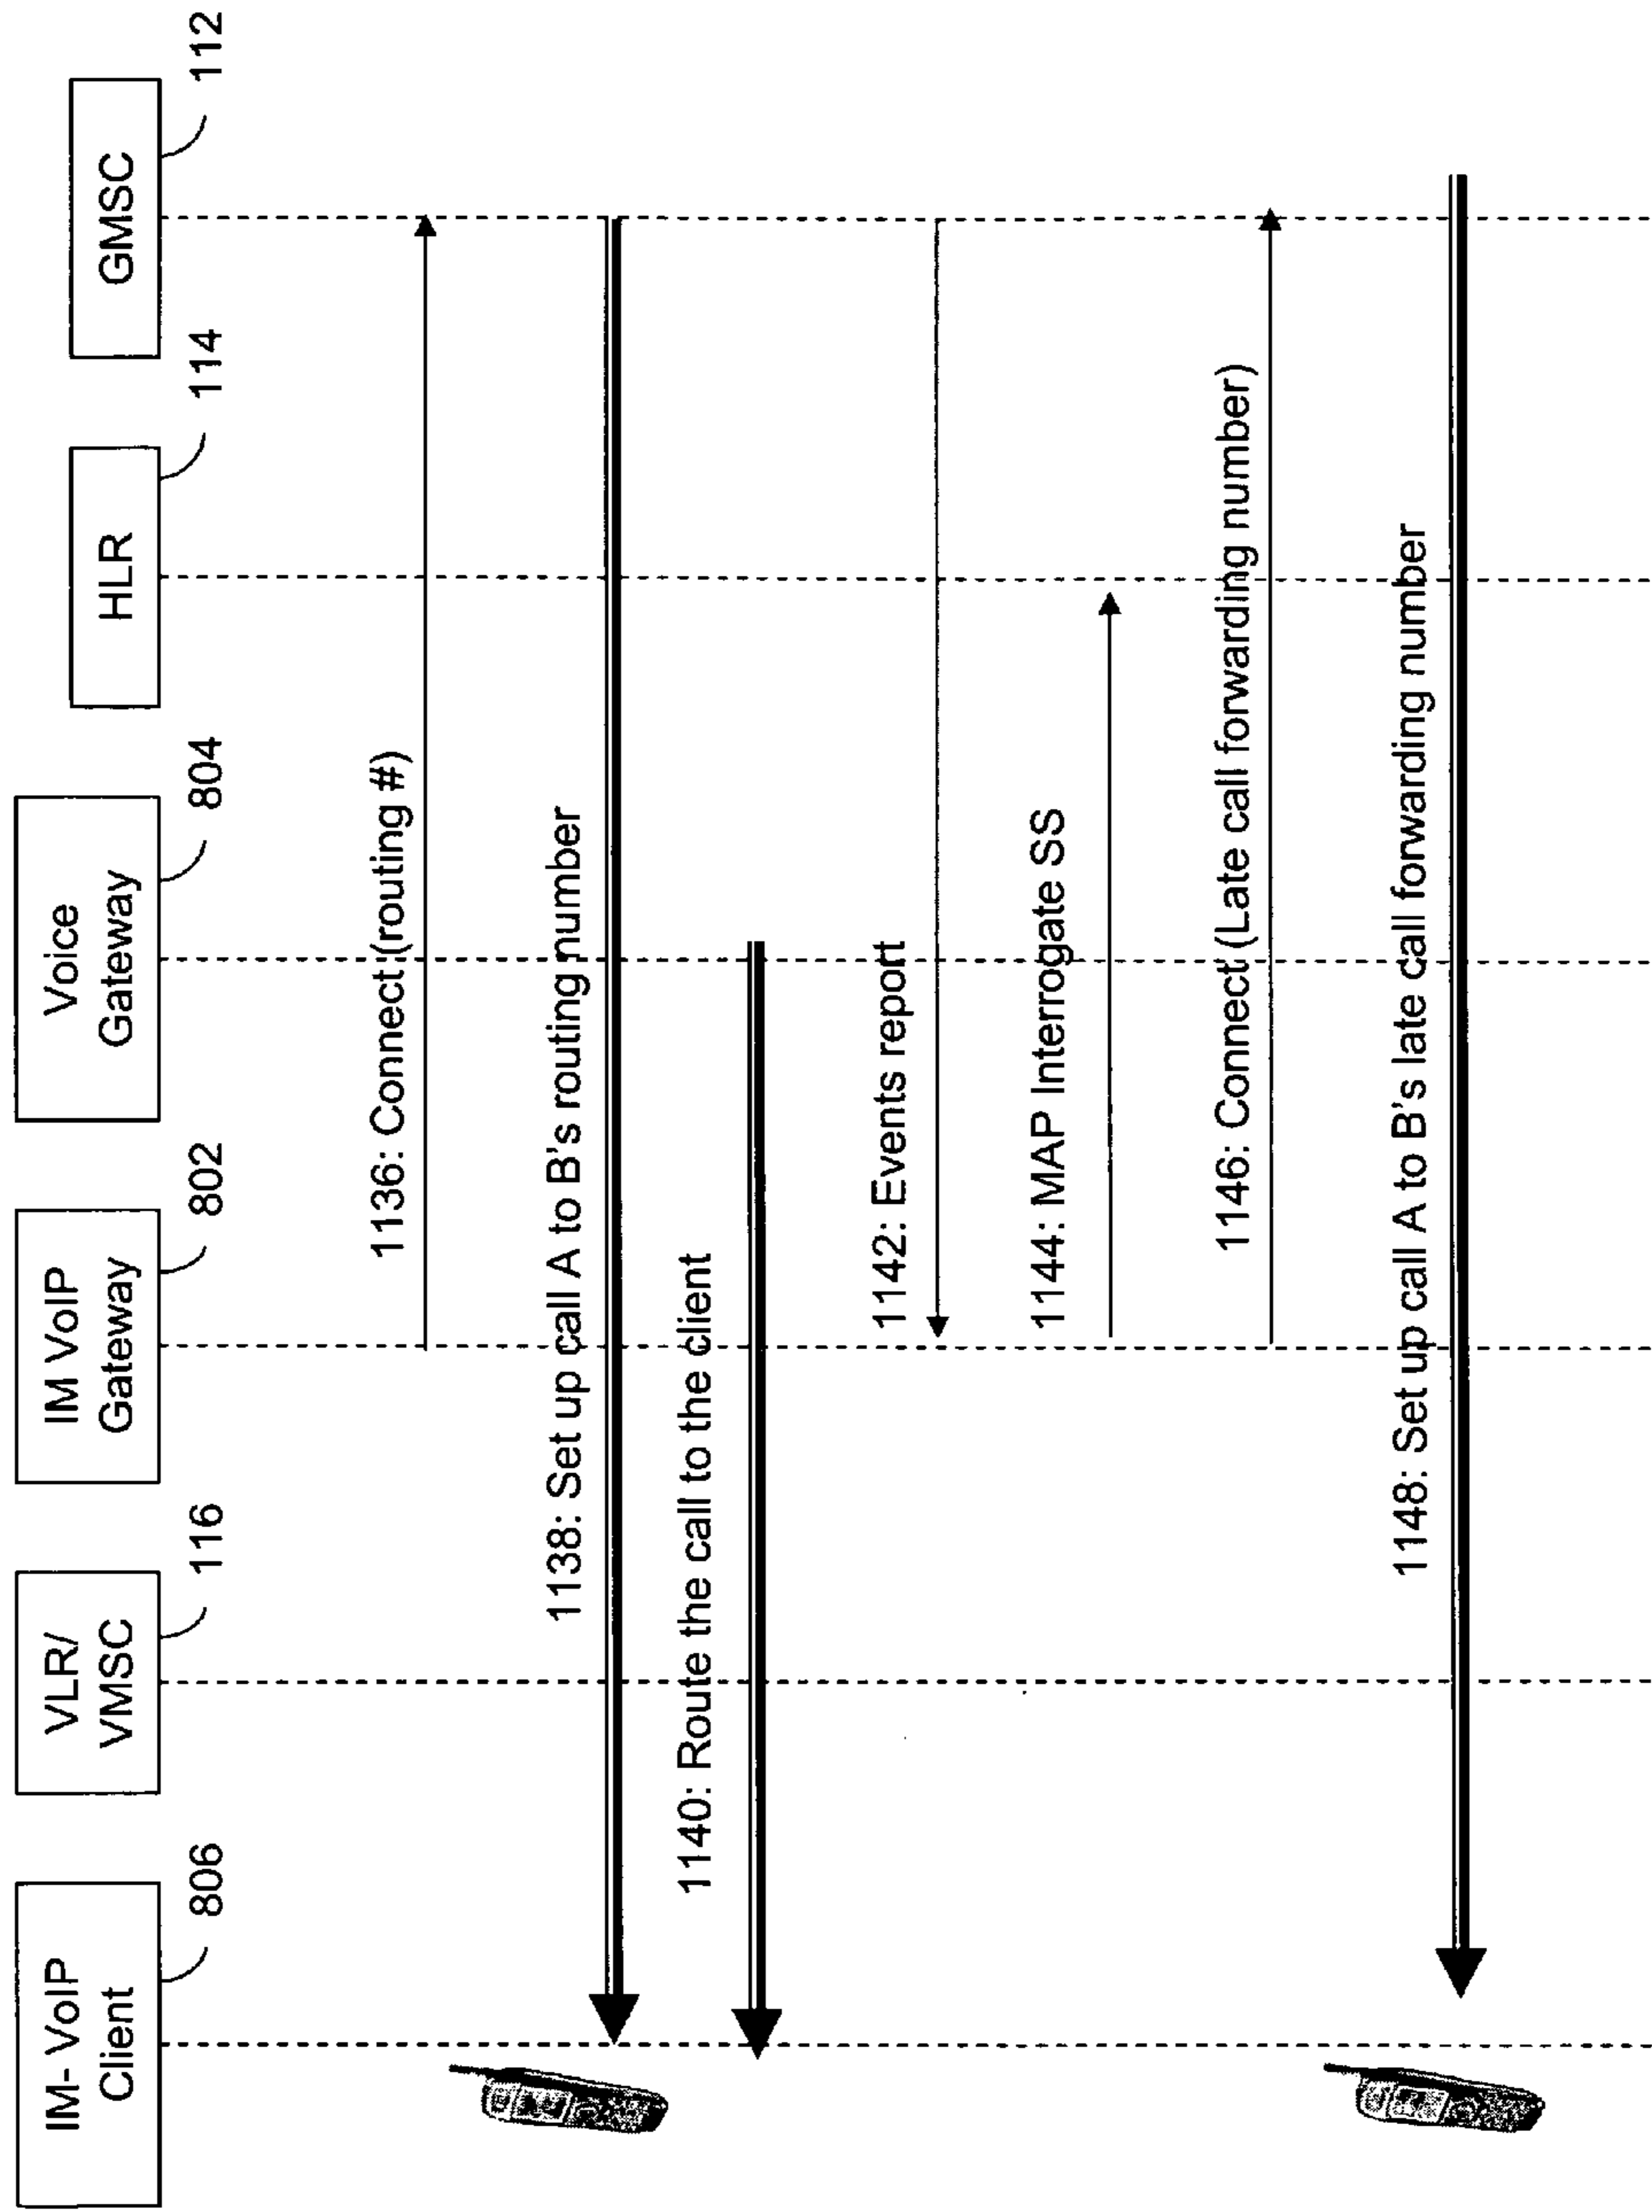 IM- VoIP
Client
806
VLR/
VMSC
116
IM VoIP
Gateway
802
Voice
Gateway
804
HLR
114
GMSC
112
1136: Connect (routing #)
1138: Set up call A to B's routing number
1140: Route the call to the client
1142: Events report
1144: MAP Interrogate SS
1146: Connect (Late call forwarding number)
1148: Set up call A to B's late call forwarding number